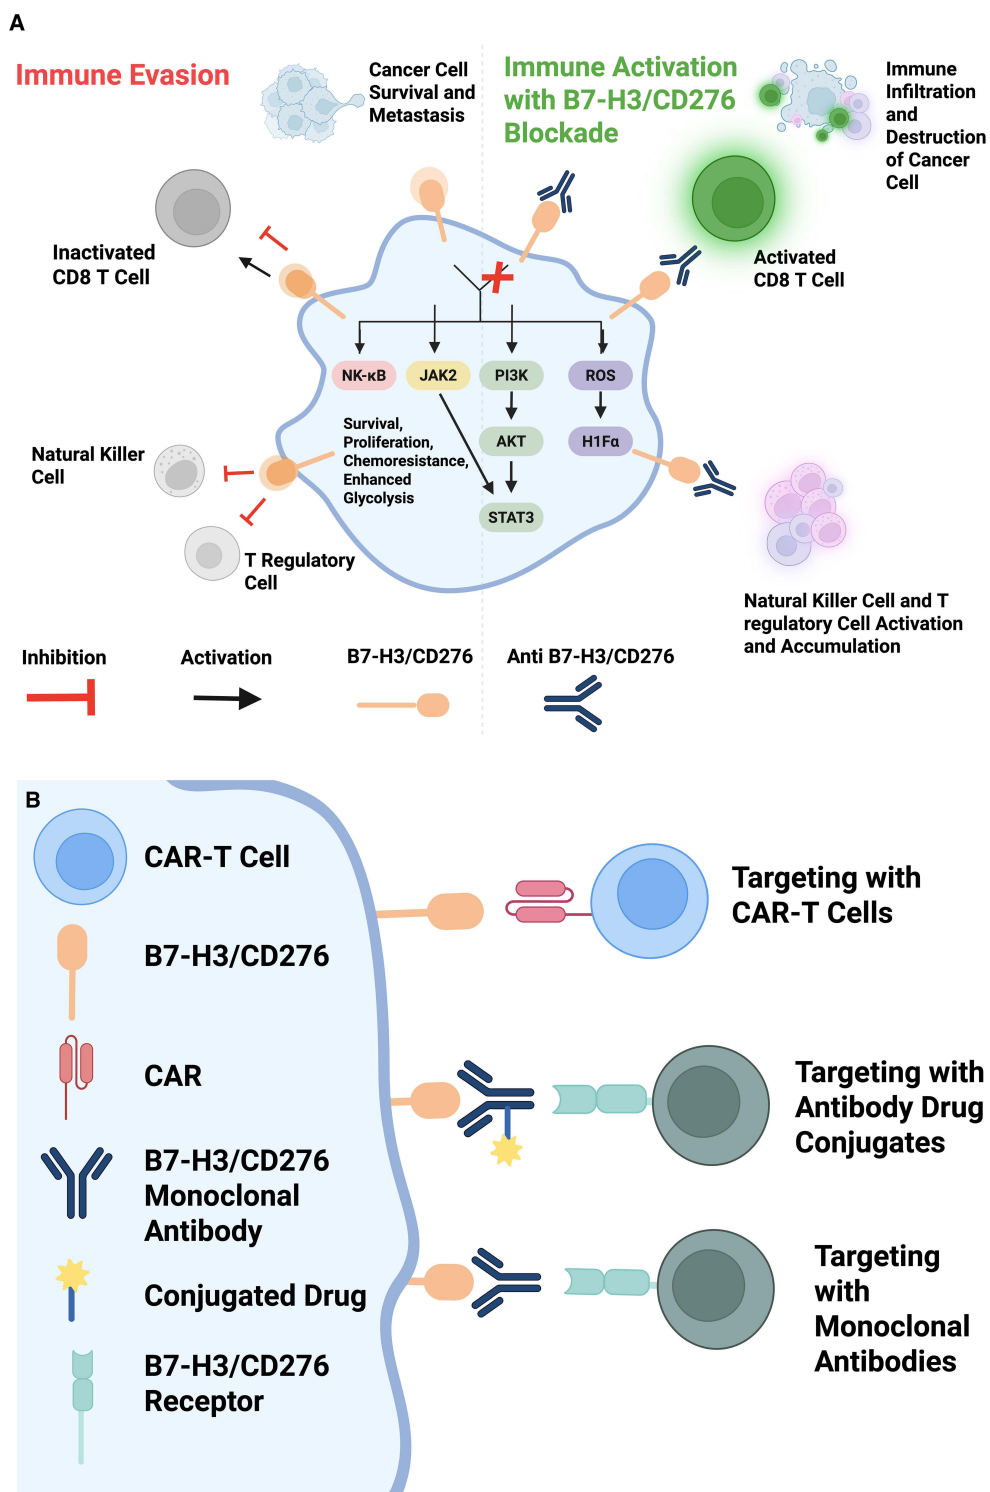 A
Immune Evasion
Cancer Cell
Survival and
Metastasis
Immune Activation
with B7-H3/CD276
Blockade
Immune
Infiltration
and
Destruction
of Cancer
Cell
Inactivated
CD8 T Cell
Activated
CD8 T Cell
NK-κB
JAK2
PI3K
ROS
Survival,
Proliferation,
Chemoresistance,
Enhanced
Glycolysis
AKT
H1Fα
STAT3
Natural Killer
Cell
T Regulatory
Cell
Natural Killer Cell and T
regulatory Cell Activation
and Accumulation
Inhibition
Activation
B7-H3/CD276
Anti B7-H3/CD276
B
CAR-T Cell
B7-H3/CD276
CAR
B7-H3/CD276
Monoclonal
Antibody
Conjugated Drug
B7-H3/CD276
Receptor
Targeting with
CAR-T Cells
Targeting with
Antibody Drug
Conjugates
Targeting
with
Monoclonal
Antibodies